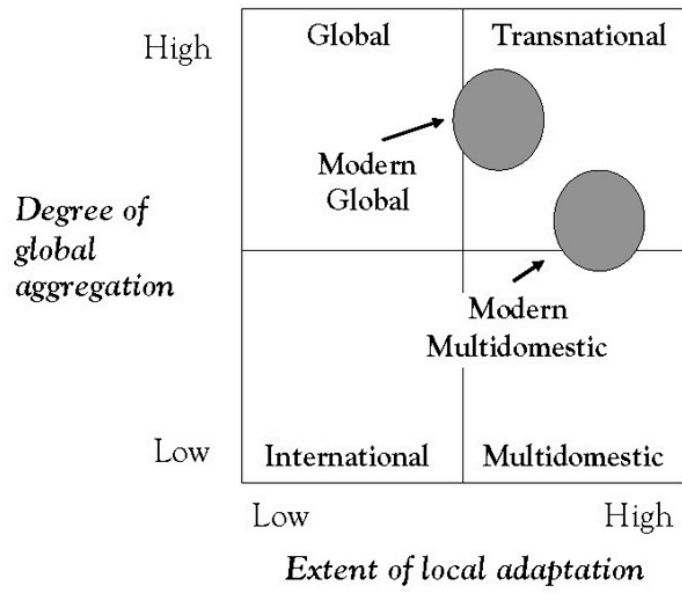 Global
Transnational
High
Modern
Global
Degree of
global
aggregation
Modern
Multidomestic
Low
International
Multidomestic
Low
High
Extent of local adaptation